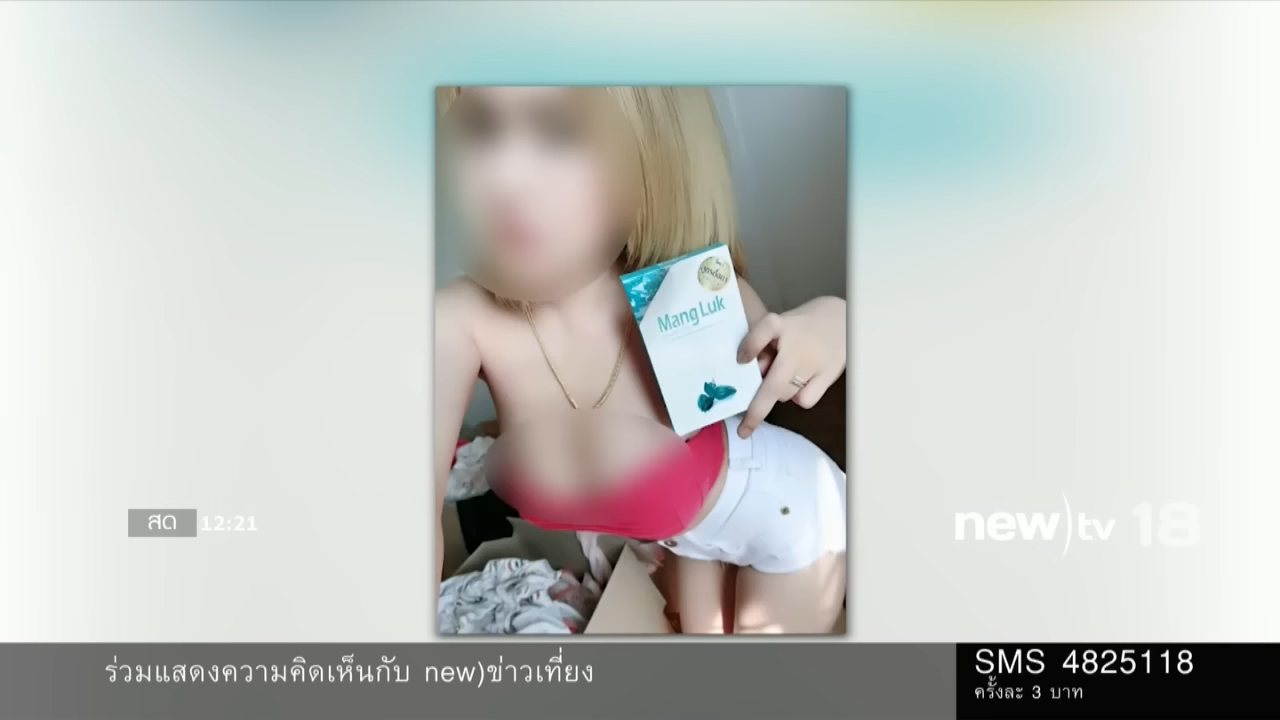 Mang Luk
สด 12:21
new)tv 18
ร่วมแสดงความคิดเห็นกับ new)ข่าวเที่ยง
SMS 4825118
ครั้งละ 3 บาท